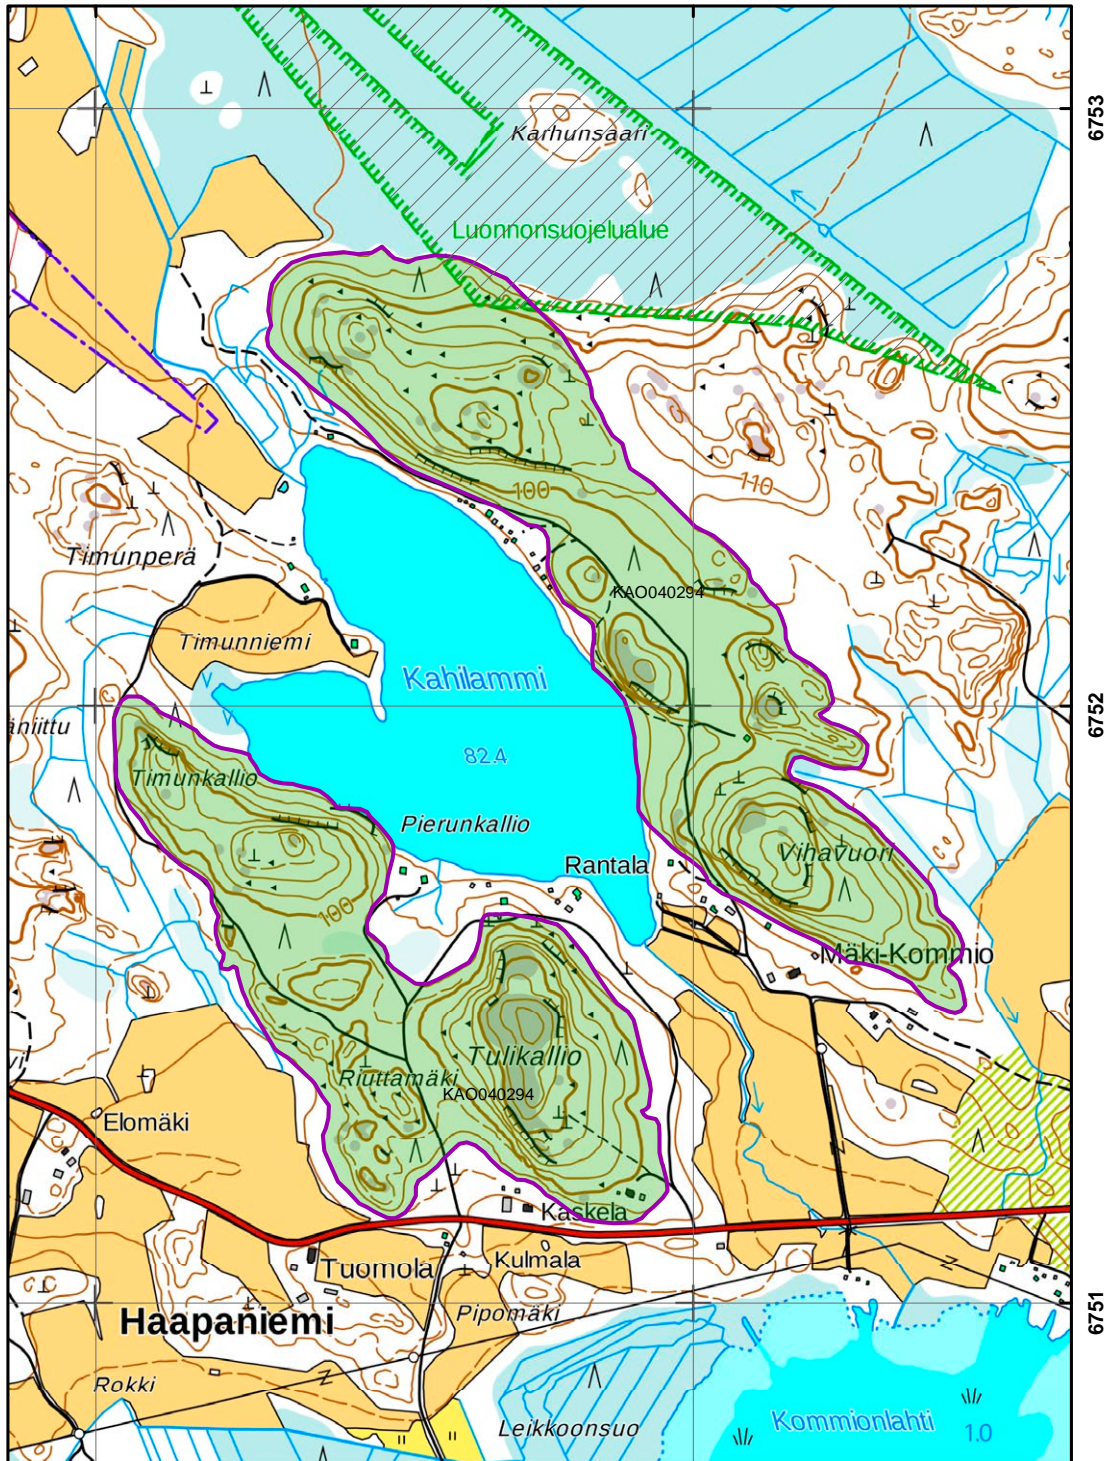 6753
Karhunsaari
Luonnonsuojelualue
100
110
Timunperä
KAO040294
Timunniemi
Kahilammi
6752
äniittu
82.4
Timunkallio
Pierunkallio
Vihavuori
Rantala
100
Mäki-Kommio
Tulikallio
Riuttamäki
KAO040294
Elomäki
Kaskela
Kulmala
Tuomola
6751
Pipomäki
Haapaniemi
Rokki
Leikkoonsuo
Kommionlahti
1.0